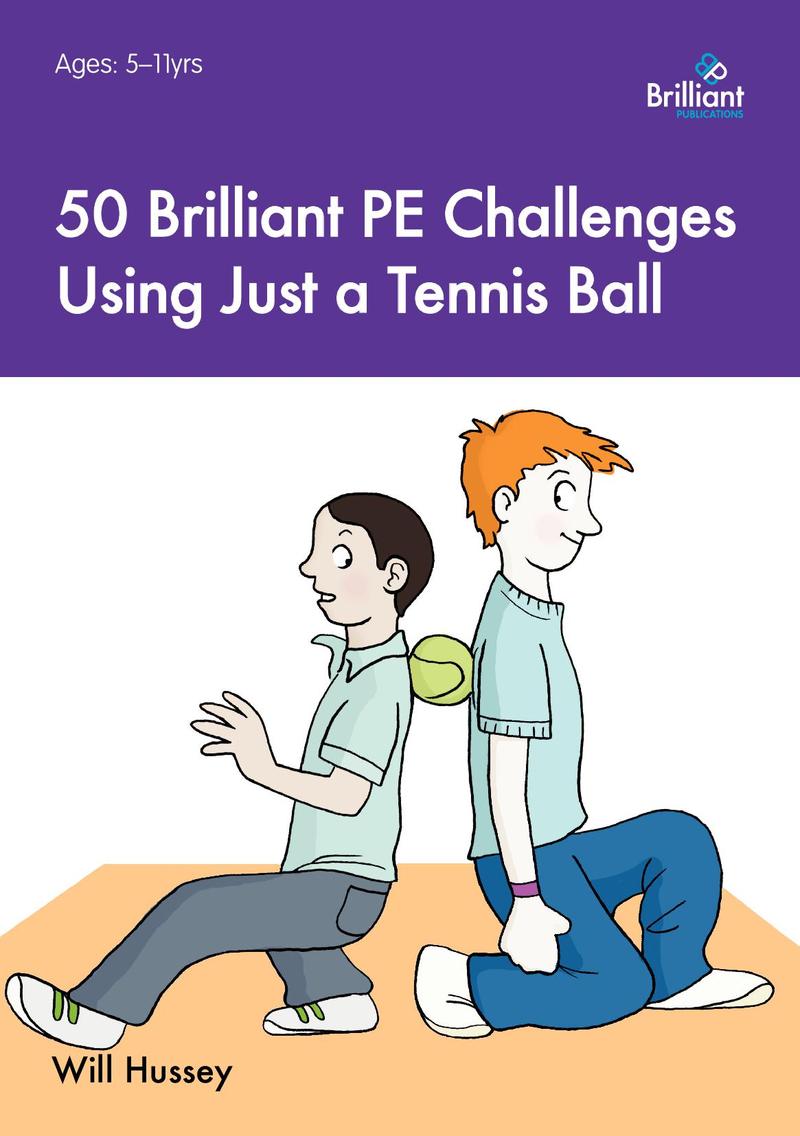 Ages: 5–11yrs
Brilliant
PUBLICATIONS
50 Brilliant PE Challenges
Using Just a Tennis Ball
Will Hussey